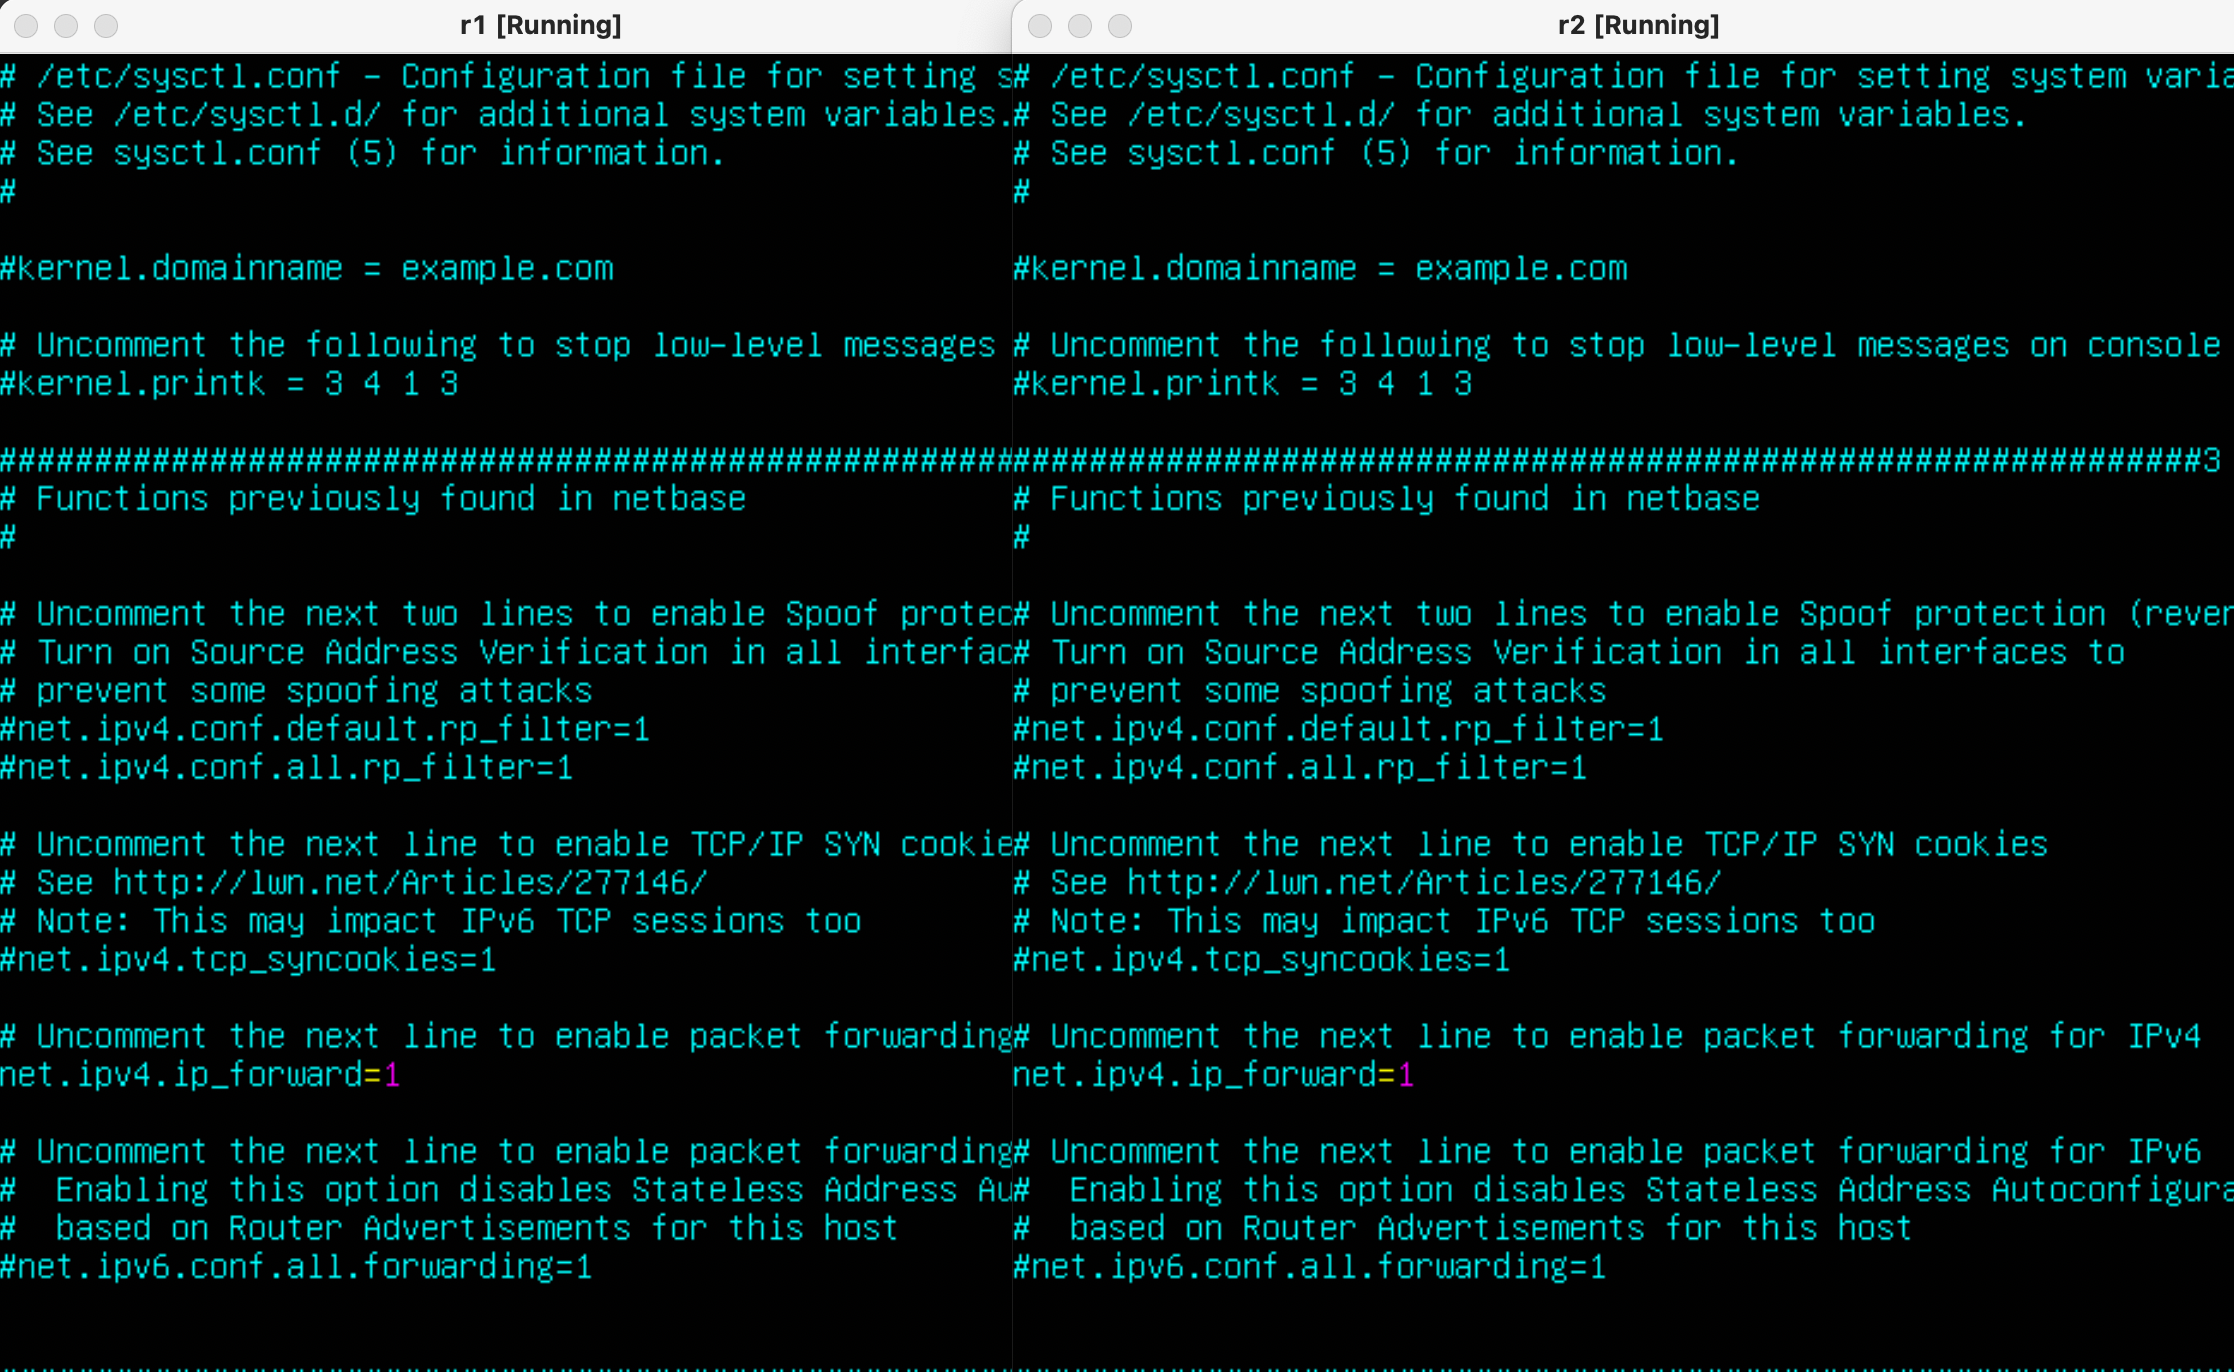 r1 [Running]
# /etc/sysctl.conf - Configuration file for setting s
# See /etc/sysctl.d/ for additional system variables.
# See sysctl.conf (5) for information.
#
#kernel.domainname = example.com
# Uncomment the following to stop low-level messages
#kernel.printk = 3 4 1 3
#####################################################
# Functions previously found in netbase
#
# Uncomment the next two lines to enable Spoof protec
# Turn on Source Address Verification in all interfac
# prevent some spoofing attacks
#net.ipv4.conf.default.rp_filter=1
#net.ipv4.conf.all.rp_filter=1
# Uncomment the next line to enable TCP/IP SYN cookie
# See http://lwn.net/Articles/277146/
# Note: This may impact IPv6 TCP sessions too
#net.ipv4.tcp_syncookies=1
# Uncomment the next line to enable packet forwarding
net.ipv4.ip_forward=1
# Uncomment the next line to enable packet forwarding
#  Enabling this option disables Stateless Address Au
#  based on Router Advertisements for this host
#net.ipv6.conf.all.forwarding=1
r2 [Running]
# /etc/sysctl.conf - Configuration file for setting system varia
# See /etc/sysctl.d/ for additional system variables.
# See sysctl.conf (5) for information.
#
#kernel.domainname = example.com
# Uncomment the following to stop low-level messages on console
#kernel.printk = 3 4 1 3
##############################################################3
# Functions previously found in netbase
#
# Uncomment the next two lines to enable Spoof protection (rever
# Turn on Source Address Verification in all interfaces to
# prevent some spoofing attacks
#net.ipv4.conf.default.rp_filter=1
#net.ipv4.conf.all.rp_filter=1
# Uncomment the next line to enable TCP/IP SYN cookies
# See http://lwn.net/Articles/277146/
# Note: This may impact IPv6 TCP sessions too
#net.ipv4.tcp_syncookies=1
# Uncomment the next line to enable packet forwarding for IPv4
net.ipv4.ip_forward=1
# Uncomment the next line to enable packet forwarding for IPv6
#  Enabling this option disables Stateless Address Autoconfigura
#  based on Router Advertisements for this host
#net.ipv6.conf.all.forwarding=1